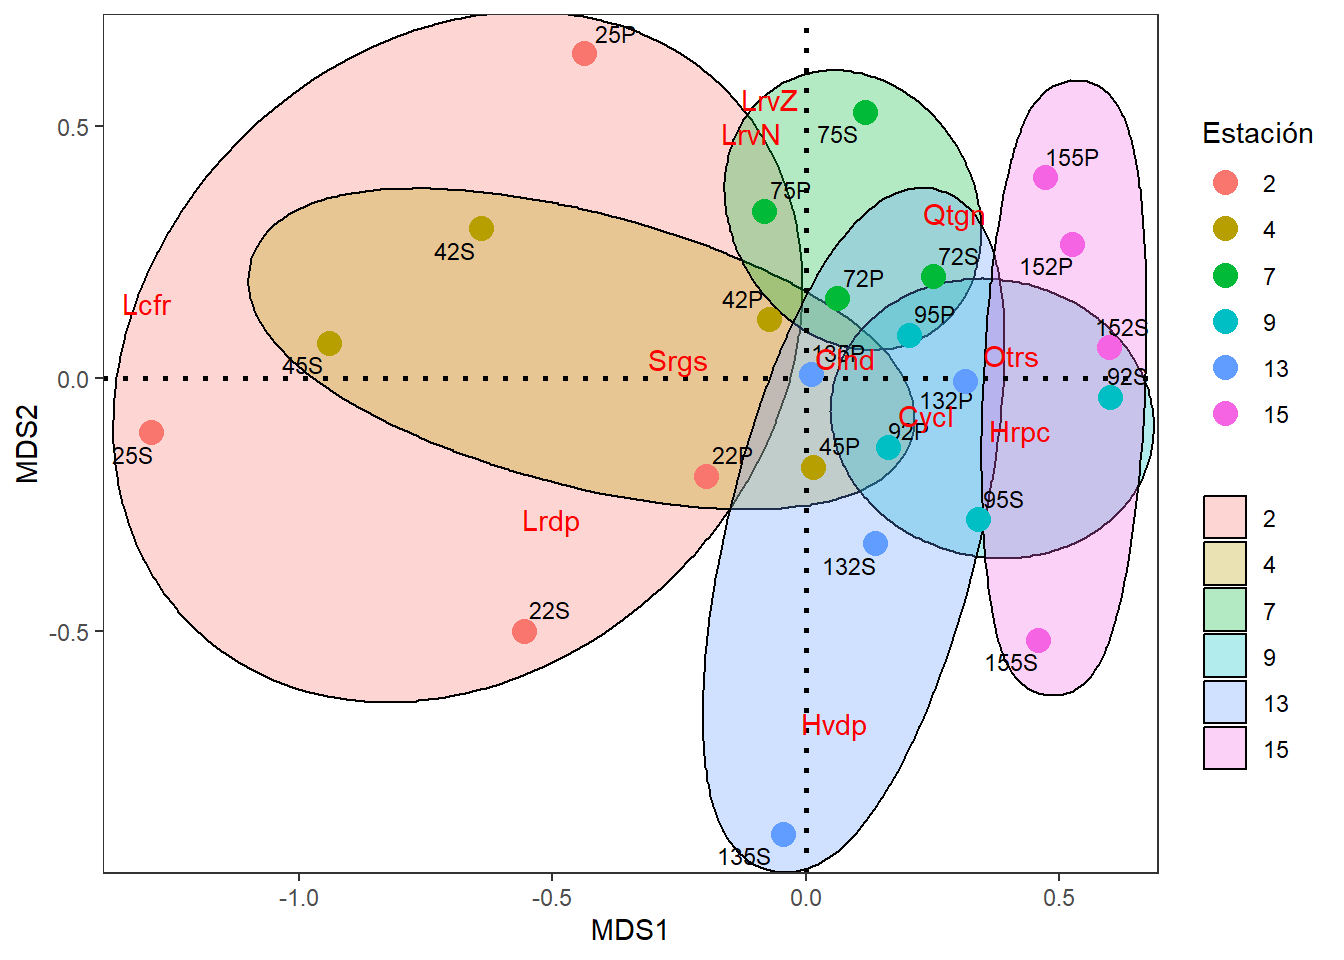 25P
LrvZ
LrvN
75S
155P
75P
Qtgn
42S
72S
152P
72P
42P
95P
Lcfr
152S
45S
Srgs
135P
Clnd
Otrs
92S
132P
Cycl
92P
Hrpc
25S
22P
45P
95S
Lrdp
132S
22S
155S
Hvdp
135S
0.5
0.0
-0.5
MDS2
-1.0
-0.5
0.0
0.5
MDS1
Estación
2
4
7
9
13
15
2
4
7
9
13
15